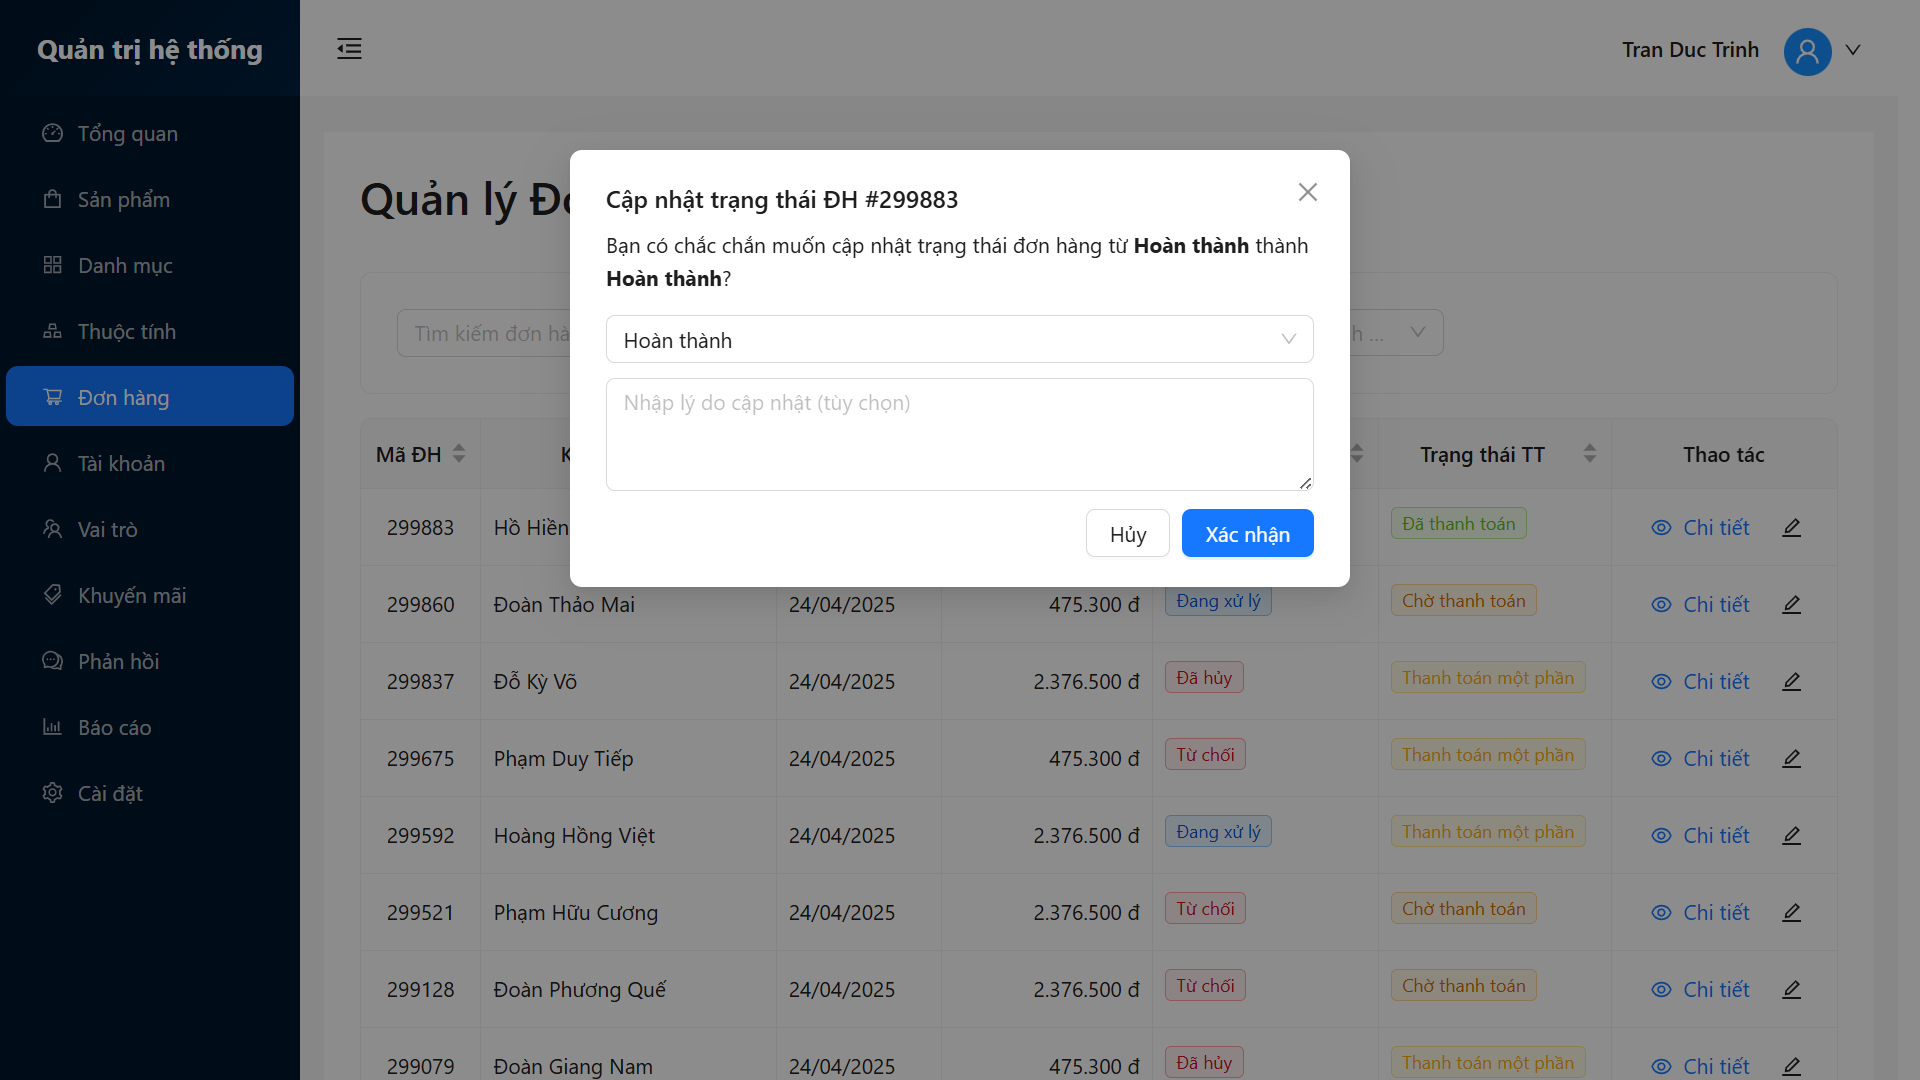 Quản trị hệ thống
Tran Duc Trinh
Tổng quan
Sản phẩm
Danh mục
Thuộc tính
Đơn hàng
Tài khoản
Vai trò
Khuyến mãi
Phản hồi
Báo cáo
Cài đặt
Quản lý
Cập nhật trạng thái ĐH #299883
Bạn có chắc chắn muốn cập nhật trạng thái đơn hàng từ Hoàn thành thành
Hoàn thành?
Tìm kiếm đơn
Hoàn thành
Nhập lý do cập nhật (tùy chọn)
Hủy
Xác nhận
Mã ĐH
Trạng thái TT
Thao tác
299883 Hồ Đã thanh toán Chi tiết
299860 Đoàn Thảo Mai 24/04/2025 475.300 đ Đang xử lý Chờ thanh toán Chi tiết
299837 Đỗ Kỳ Võ 24/04/2025 2.376.500 đ Đã hủy Thanh toán một phần Chi tiết
299675 Phạm Duy Tiếp 24/04/2025 475.300 đ Từ chối Thanh toán một phần Chi tiết
299592 Hoàng Hồng Việt 24/04/2025 2.376.500 đ Đang xử lý Thanh toán một phần Chi tiết
299521 Phạm Hữu Cương 24/04/2025 2.376.500 đ Từ chối Chờ thanh toán Chi tiết
299128 Đoàn Phương Quế 24/04/2025 2.376.500 đ Từ chối Chờ thanh toán Chi tiết
299079 Đoàn Giang Nam 24/04/2025 475.300 đ Đã hủy Thanh toán một phần Chi tiết